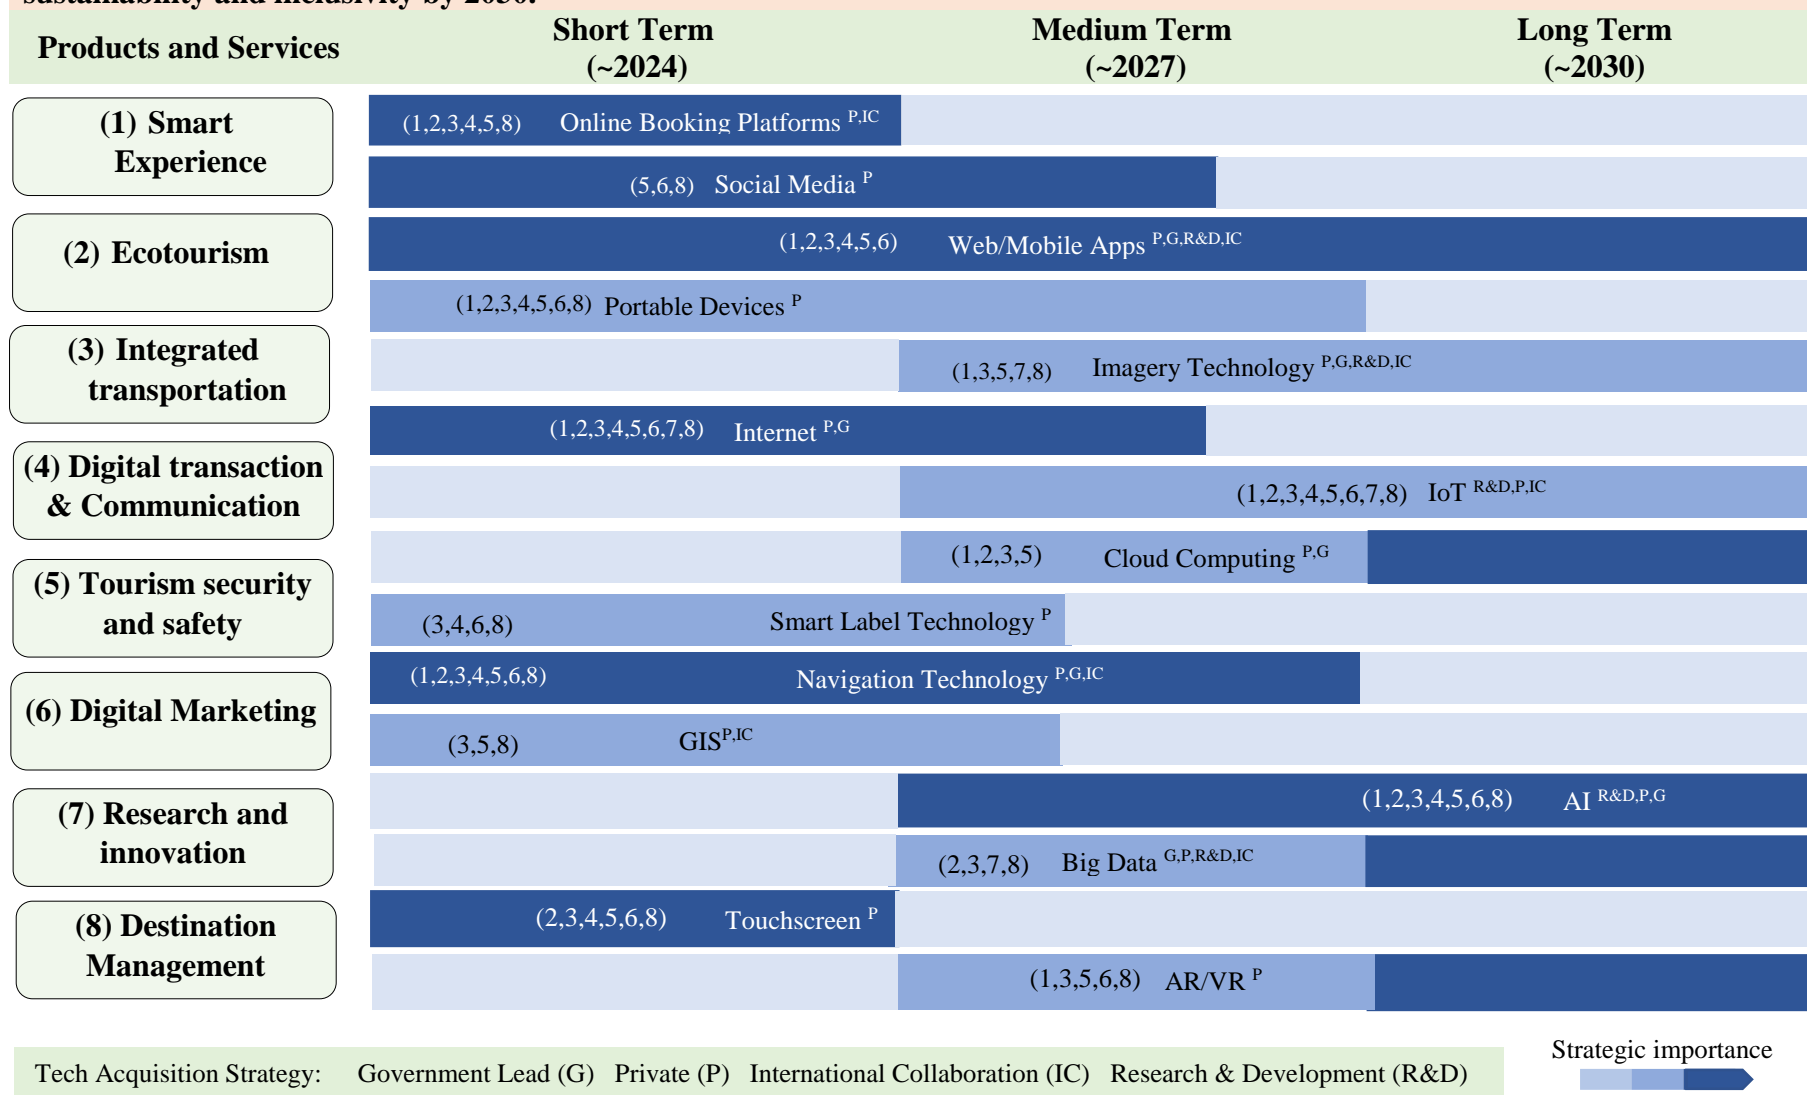 sustainability and inclusivity by 2030.
Products and Services
Short Term
(~2024)
Medium Term
(~2027)
Long Term
(~2030)
(1) Smart
Experience
(2) Ecotourism
(3) Integrated
transportation
(4) Digital transaction
& Communication
(5) Tourism security
and safety
(6) Digital Marketing
(7) Research and
innovation
(8) Destination
Management
(1,2,3,4,5,8) Online Booking Platforms P,IC
(5,6,8) Social Media P
(1,2,3,4,5,6) Web/Mobile Apps P,G,R&D,IC
(1,2,3,4,5,6,8) Portable Devices P
(1,3,5,7,8) Imagery Technology P,G,R&D,IC
(1,2,3,4,5,6,7,8) Internet P,G
(1,2,3,4,5,6,7,8) IoT R&D,P,IC
(1,2,3,5) Cloud Computing P,G
(3,4,6,8) Smart Label Technology P
(1,2,3,4,5,6,8) Navigation Technology P,G,IC
(3,5,8) GIS P,IC
(1,2,3,4,5,6,8) AI R&D,P,G
(2,3,7,8) Big Data G,P,R&D,IC
(2,3,4,5,6,8) Touchscreen P
(1,3,5,6,8) AR/VR P
Tech Acquisition Strategy: Government Lead (G) Private (P) International Collaboration (IC) Research & Development (R&D)
Strategic importance